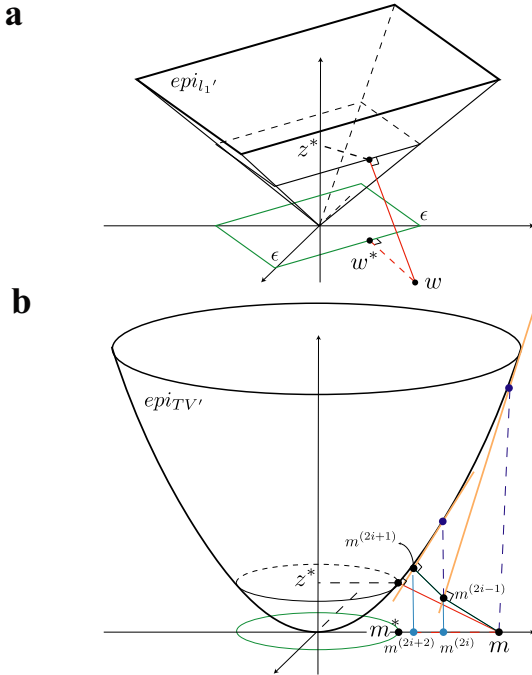 a
epi_{l_1'}
z*
ϵ
ϵ
w*
w
b
epi_{TV'}
m^{(2i+1)}
z*
m^{(2i-1)}
m*
m^{(2i+2)}
m^{(2i)}
m